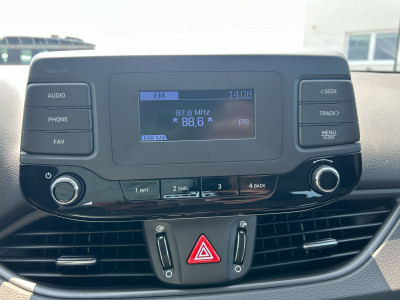 AUDIO
PHONE
FAV
FM
14:08
87.6 MHz
* 88,6 *
< SEEK
TRACK >
MENU
1 RPT
2 SHFL
3
4 BACK